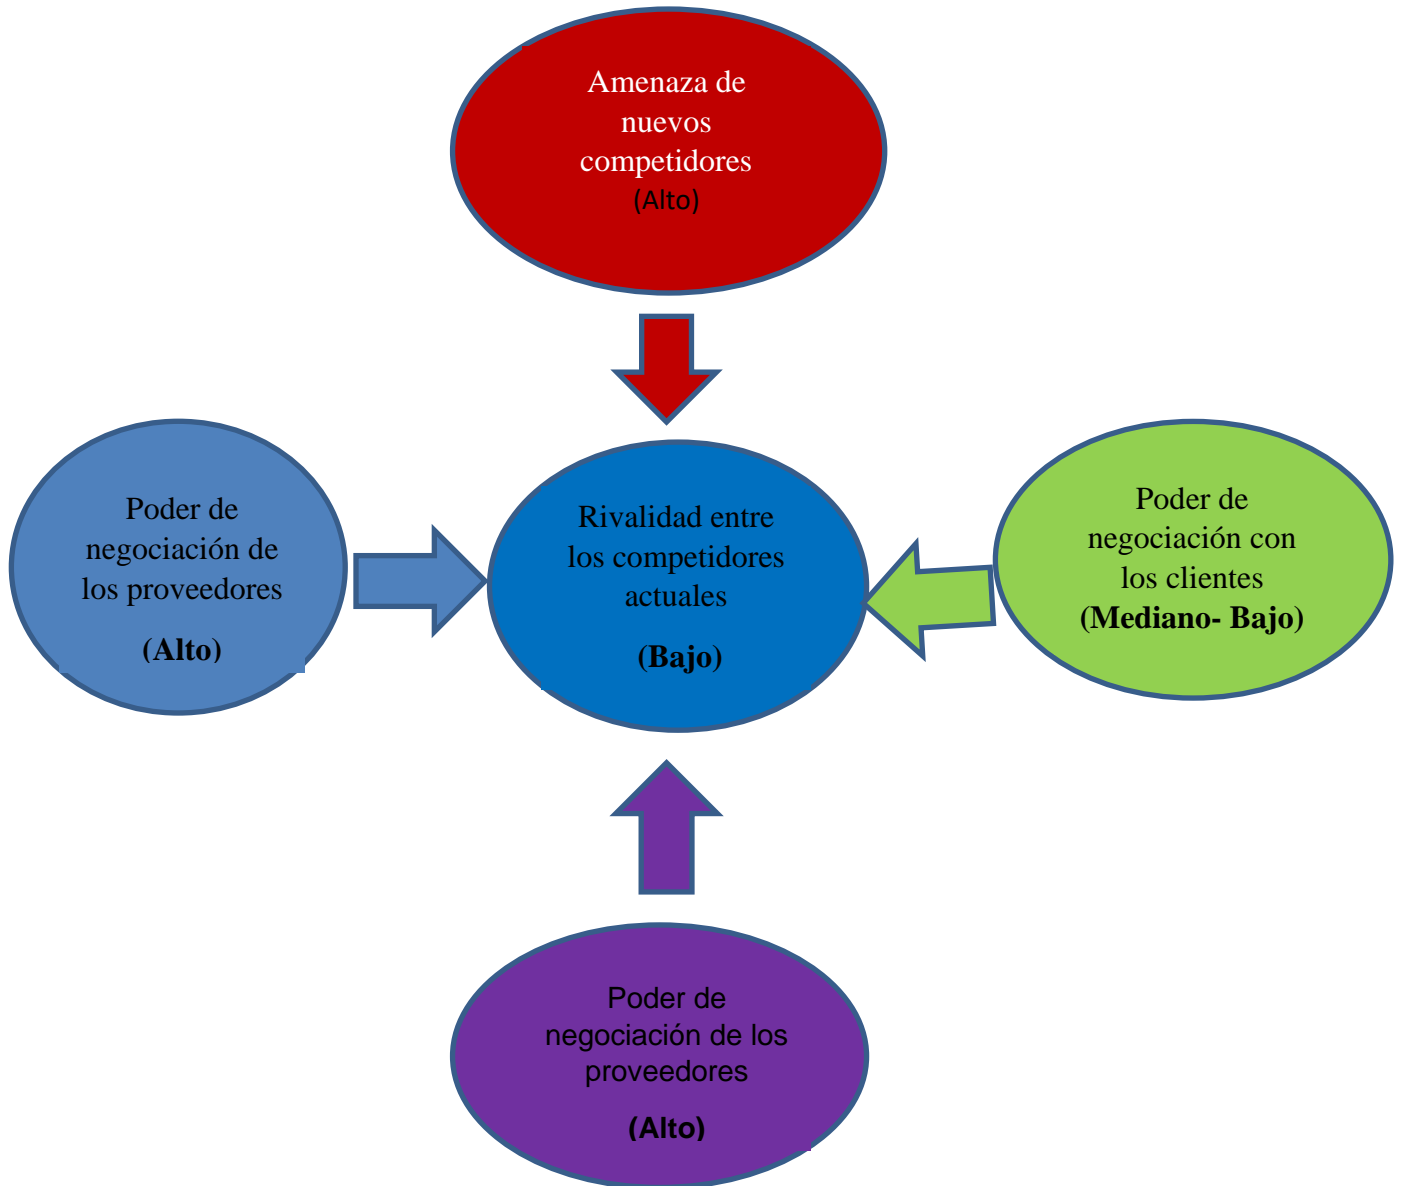 Amenaza de
nuevos
competidores
(Alto)
Poder de
negociación de
los proveedores
(Alto)
Rivalidad entre
los competidores
actuales
(Bajo)
Poder de
negociación con
los clientes
(Mediano- Bajo)
Poder de
negociación de los
proveedores
(Alto)